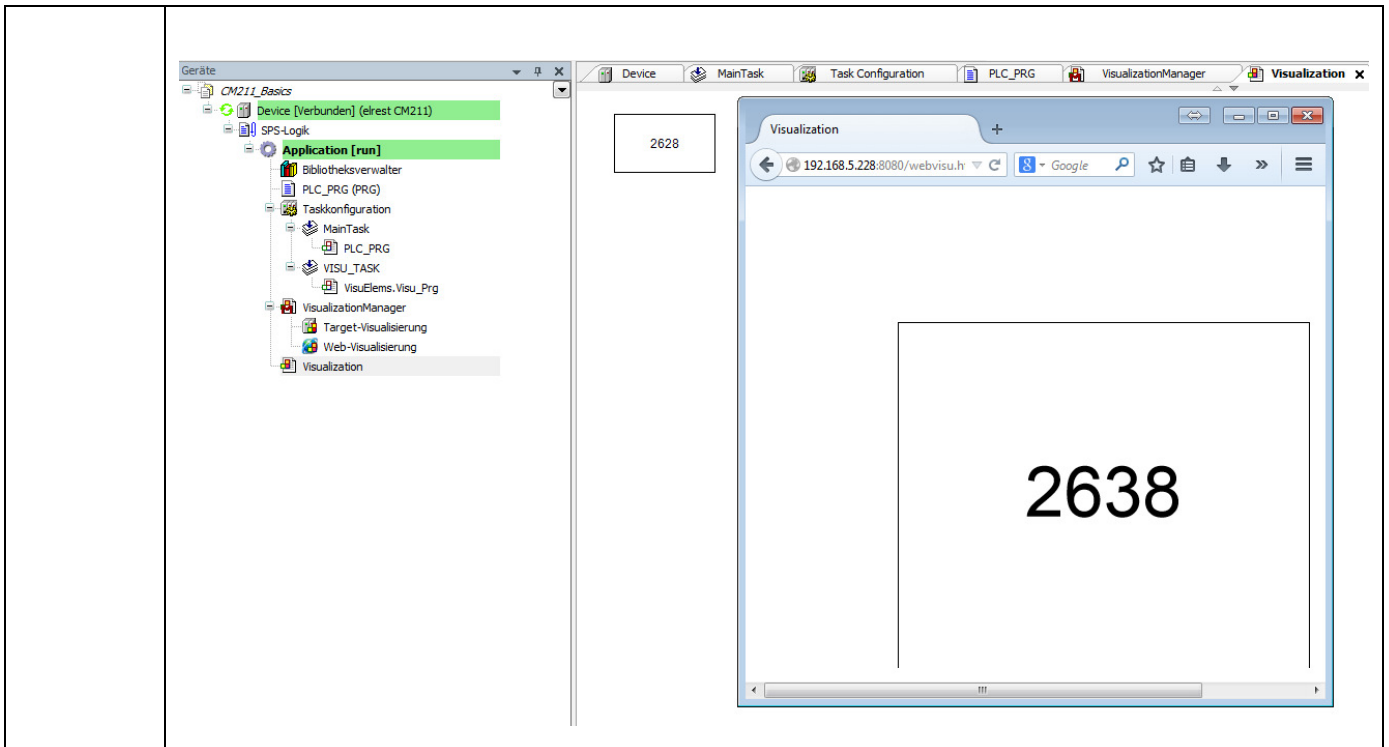 Geräte
CM211_Basics
Device [Verbunden] (elrest CM211)
SPS-Logik
Application [run]
Bibliotheksverwalter
PLC_PRG (PRG)
Taskkonfiguration
MainTask
PLC_PRG
VISU_TASK
VisuElems.Visu_Prg
VisualizationManager
Target-Visualisierung
Web-Visualisierung
Visualization
Device MainTask Task Configuration PLC_PRG VisualizationManager Visualization
2628
Visualization
192.168.5.228:8080/webvisu.h
Google
2638